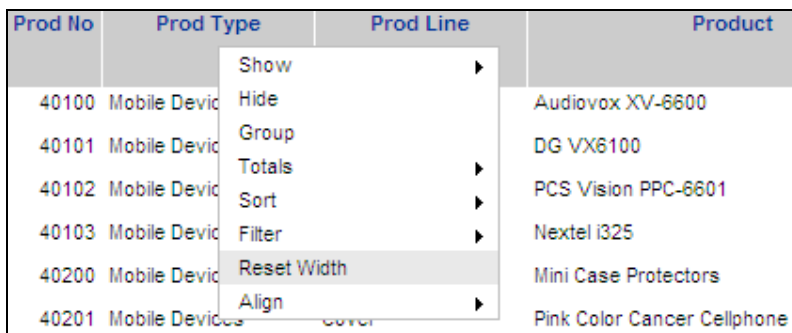 Prod No Prod Type Prod Line Product
Show
40100 Mobile Devic Hide Audiovox XV-6600
Group
40101 Mobile Devic DG VX6100
Totals
40102 Mobile Devic Sort PCS Vision PPC-6601
40103 Mobile Devic Filter Nextel i325
40200 Mobile Devic Reset Width Mini Case Protectors
Align
40201 Mobile Devices Cover Pink Color Cancer Cellphone